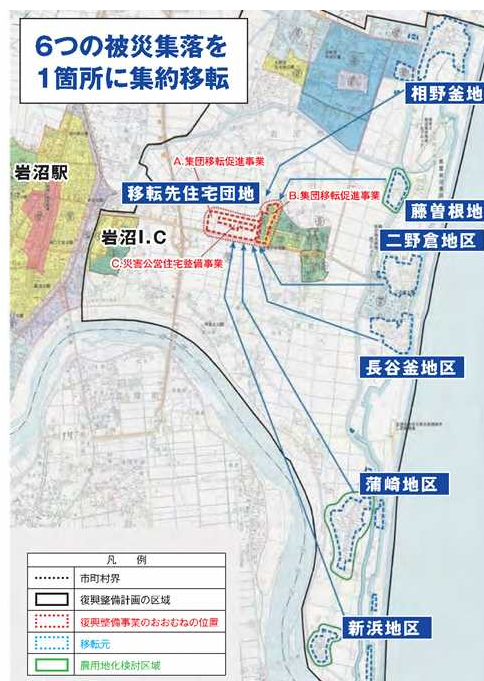 6つの被災集落を
1箇所に集約移転
相野釜地
A.集団移転促進事業
岩沼駅
移転先住宅団地
B.集団移転促進事業
藤曽根地
岩沼I.C
二野倉地区
C.災害公営住宅整備事業
長谷釜地区
蒲崎地区
新浜地区
凡 例
市町村界
復興整備計画の区域
復興整備事業のおおむねの位置
移転元
農用地化検討区域